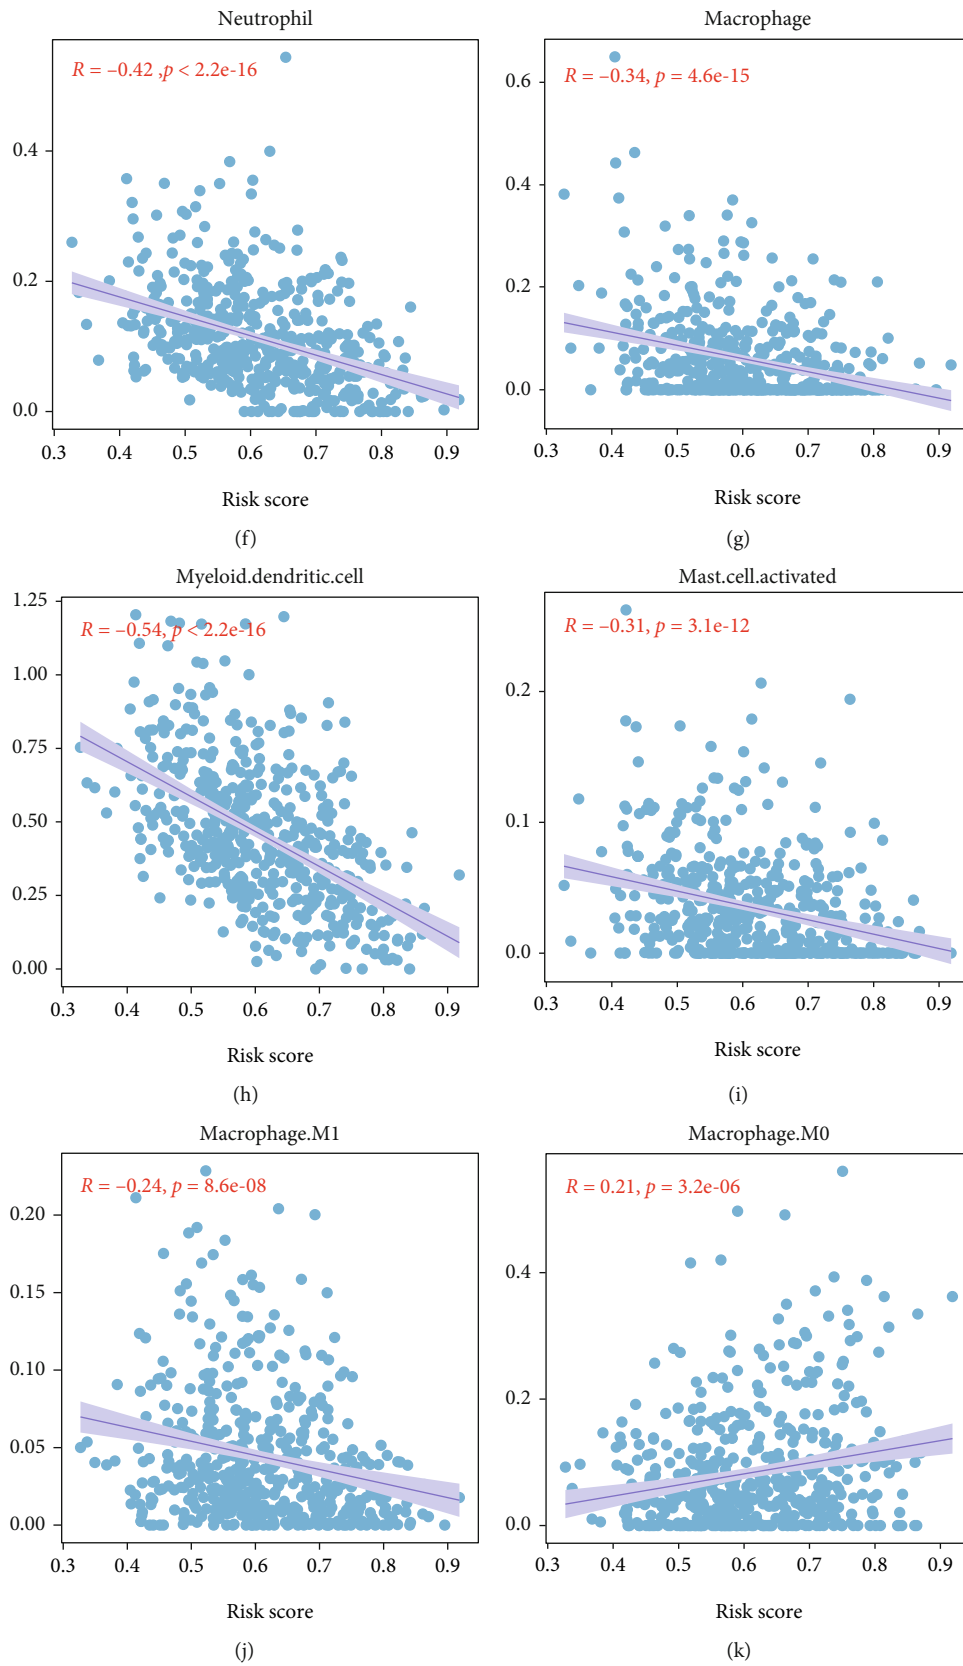 Neutrophil
R = –0.42 ,p < 2.2e-16
0.4
0.2
0.0
0.3 0.4 0.5 0.6 0.7 0.8 0.9
Risk score
(f)
Macrophage
R = –0.34, p = 4.6e-15
0.6
0.4
0.2
0.0
0.3 0.4 0.5 0.6 0.7 0.8 0.9
Risk score
(g)
Myeloid.dendritic.cell
R = –0.54, p < 2.2e-16
1.25
1.00
0.75
0.50
0.25
0.00
0.3 0.4 0.5 0.6 0.7 0.8 0.9
Risk score
(h)
Mast.cell.activated
R = –0.31, p = 3.1e-12
0.2
0.1
0.0
0.3 0.4 0.5 0.6 0.7 0.8 0.9
Risk score
(i)
Macrophage.M1
R = –0.24, p = 8.6e-08
0.20
0.15
0.10
0.05
0.00
0.3 0.4 0.5 0.6 0.7 0.8 0.9
Risk score
(j)
Macrophage.M0
R = 0.21, p = 3.2e-06
0.4
0.2
0.0
0.3 0.4 0.5 0.6 0.7 0.8 0.9
Risk score
(k)